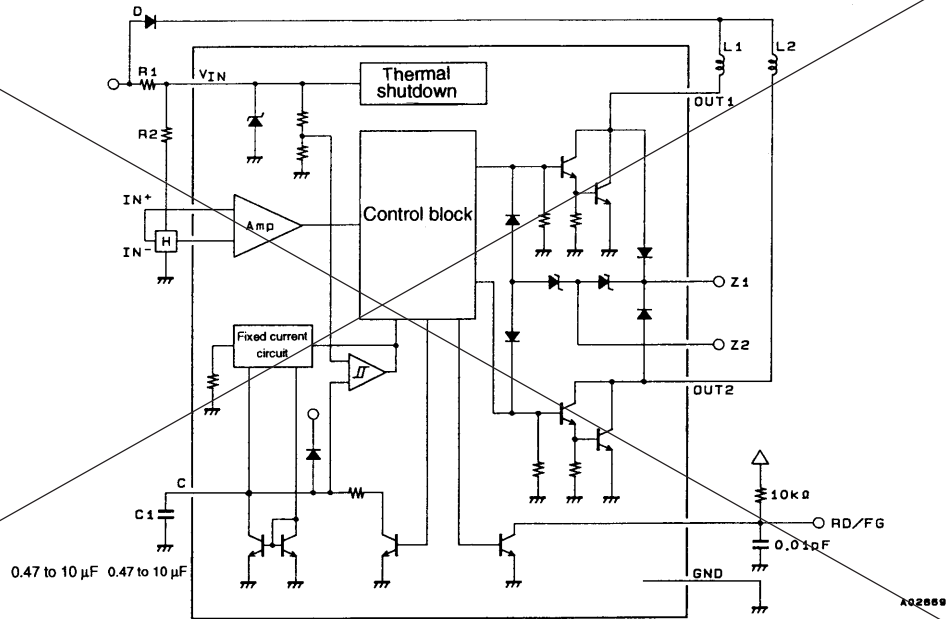 D
L1
L2
R1
VIN
Thermal
shutdown
OUT1
R2
IN+
Amp
Control block
IN-
H
Z1
Z2
Fixed current
circuit
OUT2
C
C1
10kΩ
RD/FG
0.01pF
0.47 to 10 μF 0.47 to 10 μF
GND
A02669